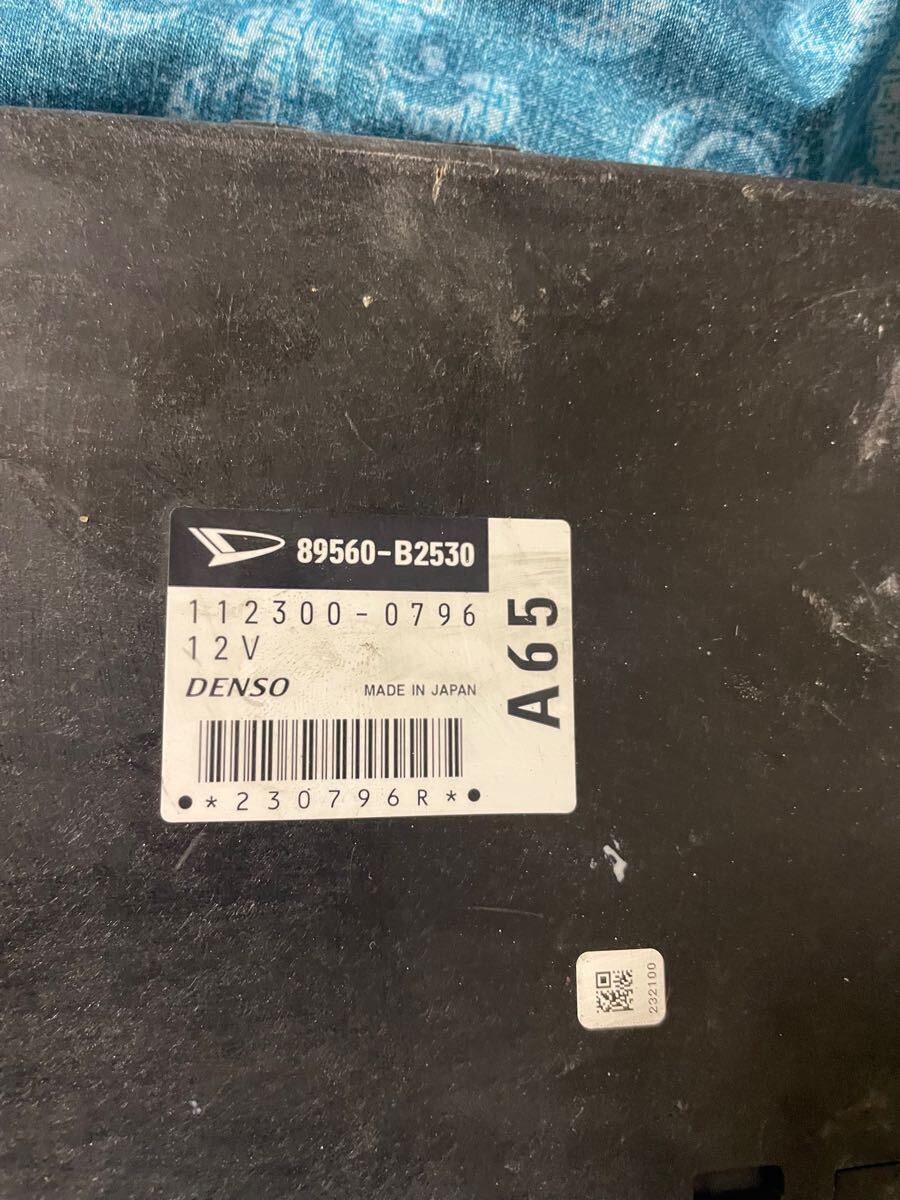 89560-B2530
112300-0796
12V
DENSO MADE IN JAPAN
*230796R*
A65
232100